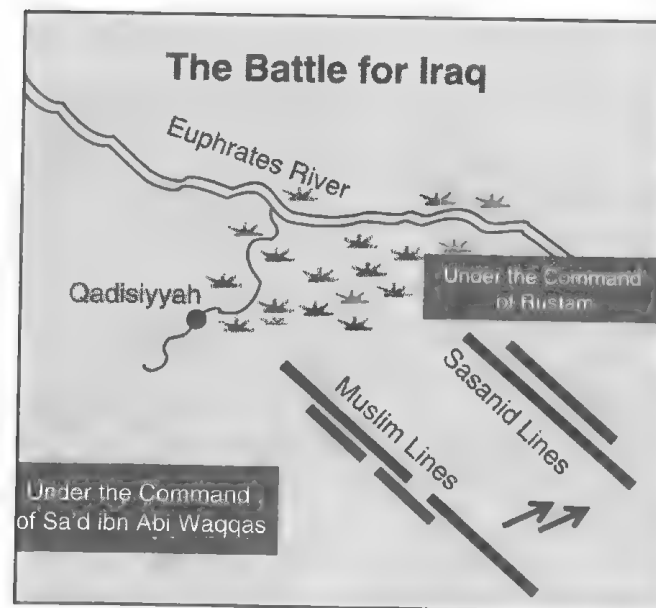 The Battle for Iraq
Euphrates River
Under the Command
of Rustam
Qadisiyyah
Sasanid Lines
Muslim Lines
Under the Command
of Sa'd ibn Abi Waqqas